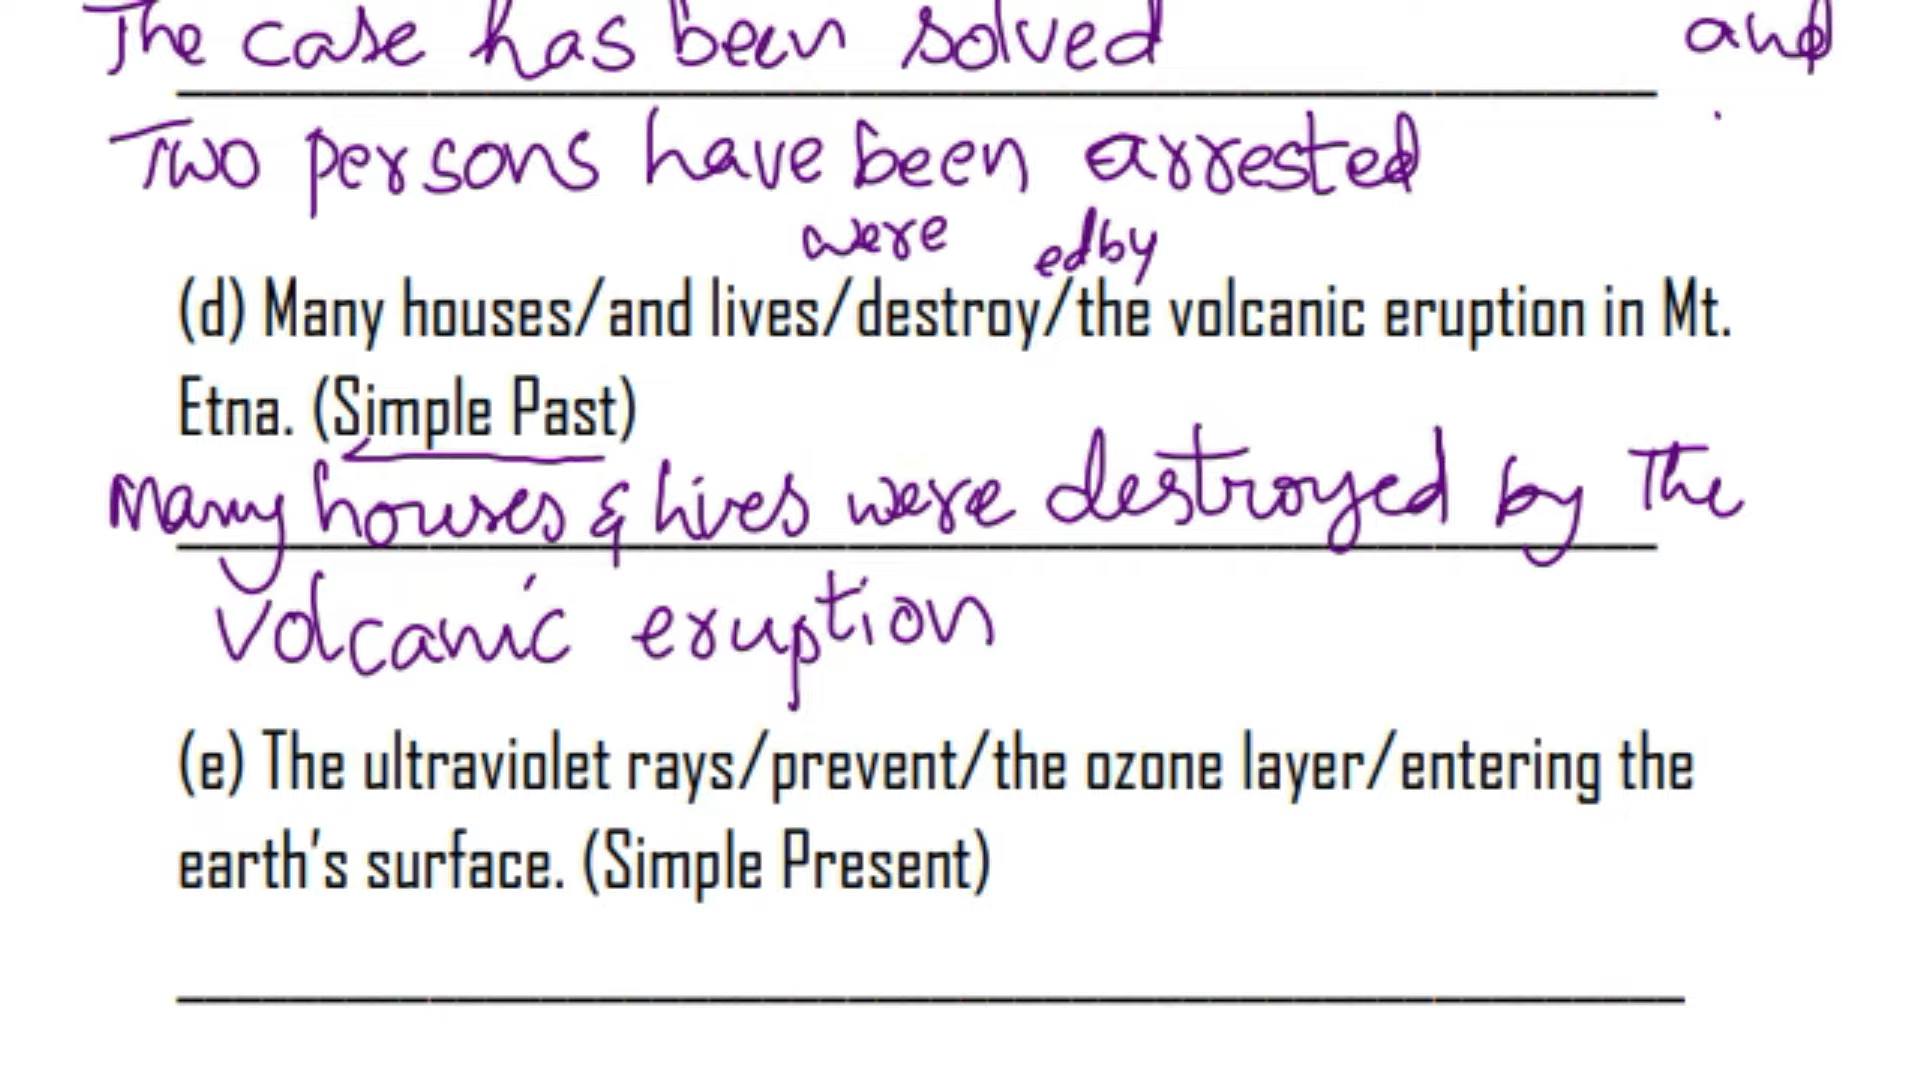 The case has been solved and
Two persons have been arrested
were edby
(d) Many houses/and lives/destroy/the volcanic eruption in Mt.
Etna. (Simple Past)
Many houses & lives were destroyed by the
volcanic eruption
(e) The ultraviolet rays/prevent/the ozone layer/entering the
earth's surface. (Simple Present)